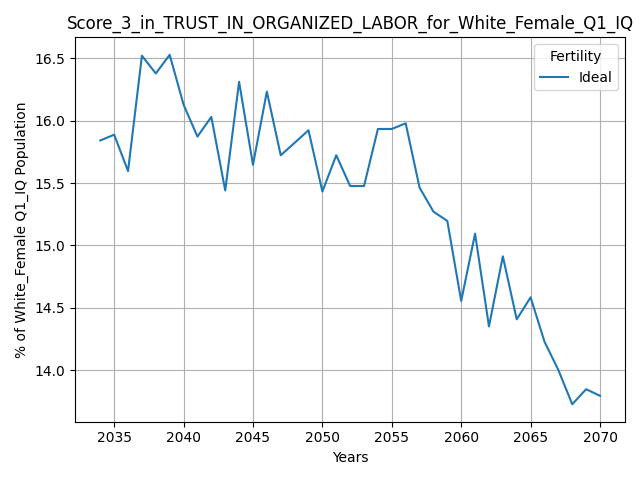 Score_3_in_TRUST_IN_ORGANIZED_LABOR_for_White_Female_Q1_IQ
Fertility
Ideal
% of White_Female Q1_IQ Population
16.5
16.0
15.5
15.0
14.5
14.0
2035 2040 2045 2050 2055 2060 2065 2070
Years